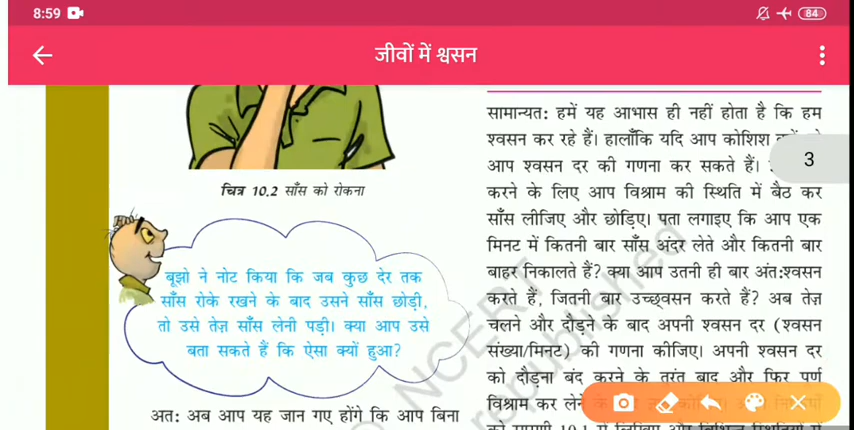 8:59
84
जीवों में श्वसन
चित्र 10.2 साँस को रोकना
बूझो ने नोट किया कि जब कुछ देर तक
साँस रोके रखने के बाद उसने साँस छोड़ी,
तो उसे तेज़ साँस लेनी पड़ी। क्या आप उसे
बता सकते हैं कि ऐसा क्यों हुआ?
अत: अब आप यह जान गए होंगे कि आप बिना
सामान्यत: हमें यह आभास ही नहीं होता है कि हम
श्वसन कर रहे हैं। हालाँकि यदि आप कोशिश
आप श्वसन दर की गणना कर सकते हैं।
करने के लिए आप विश्राम की स्थिति में बैठ कर
साँस लीजिए और छोड़िए। पता लगाइए कि आप एक
मिनट में कितनी बार साँस अंदर लेते और कितनी बार
बाहर निकालते हैं? क्या आप उतनी ही बार अंत:श्वसन
करते हैं, जितनी बार उच्छ्वसन करते हैं? अब तेज़
चलने और दौड़ने के बाद अपनी श्वसन दर (श्वसन
संख्या/मिनट) की गणना कीजिए। अपनी श्वसन दर
को दौड़ना बंद करने के तुरंत बाद और फिर पूर्ण
विश्राम कर लेने
3
NCERT
republished